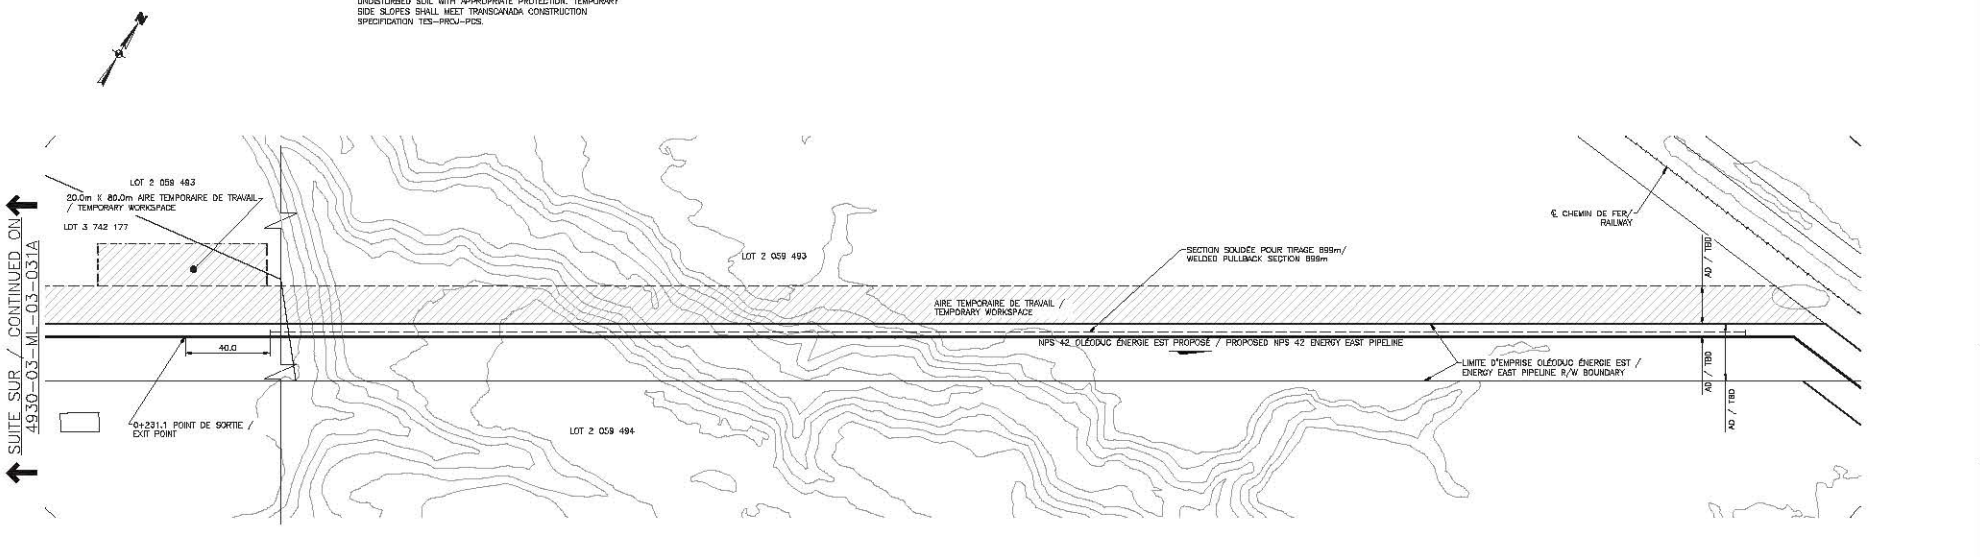 UNDISTURBED SOIL WITH APPROPRIATE PROTECTION. TEMPORARY
SIDE SLOPES SHALL MEET TRANSCANADA CONSTRUCTION
SPECIFICATION TES-PROJ-PCS.
N
LOT 2 059 493
20.0m X 80.0m AIRE TEMPORAIRE DE TRAVAIL
/ TEMPORARY WORKSPACE
LOT 3 742 177
SUITE SUR / CONTINUED ON
4930-03-ML-03-031A
40.0
0+231.1 POINT DE SORTIE /
EXIT POINT
LOT 2 059 494
LOT 2 059 493
AIRE TEMPORAIRE DE TRAVAIL /
TEMPORARY WORKSPACE
SECTION SOUDÉE POUR TIRAGE 899m/
WELDED PULLBACK SECTION 899m
NPS 42 OLÉODUC ÉNERGIE EST PROPOSÉ / PROPOSED NPS 42 ENERGY EAST PIPELINE
LIMITE D'EMPRISE OLÉODUC ÉNERGIE EST /
ENERGY EAST PIPELINE R/W BOUNDARY
℄ CHEMIN DE FER/
RAILWAY
AD / TBD
AD / TBD
AD / TBD